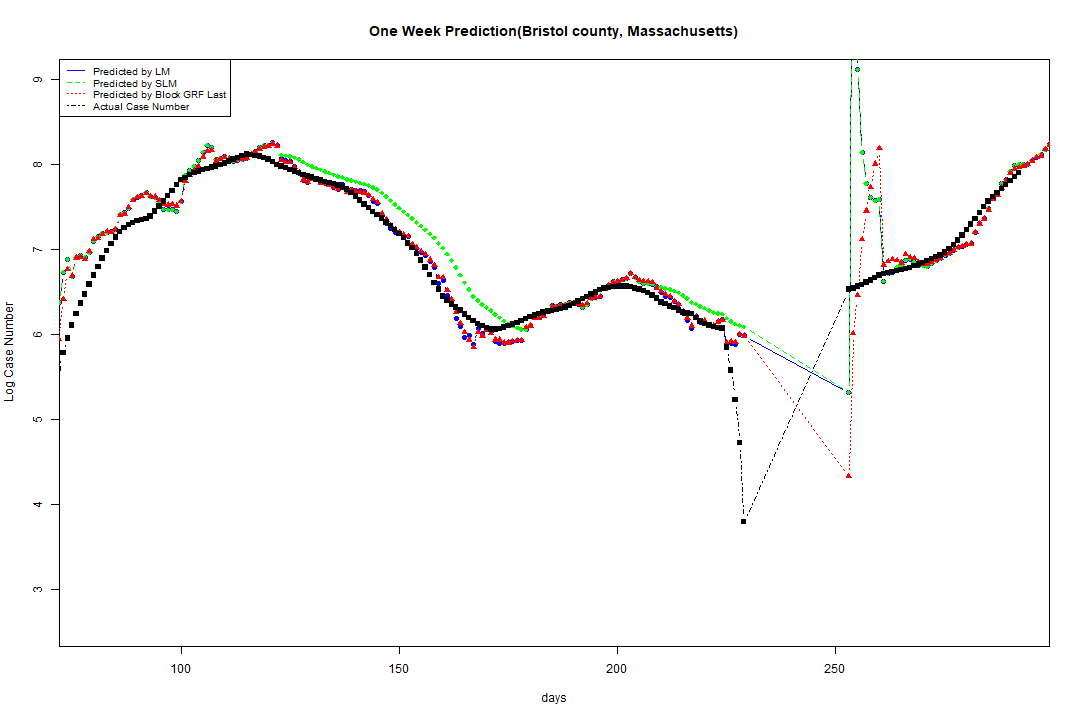 One Week Prediction(Bristol county, Massachusetts)
Predicted by LM
Predicted by SLM
Predicted by Block GRF Last
Actual Case Number
9
8
7
6
5
4
3
Log Case Number
100 150 200 250
days